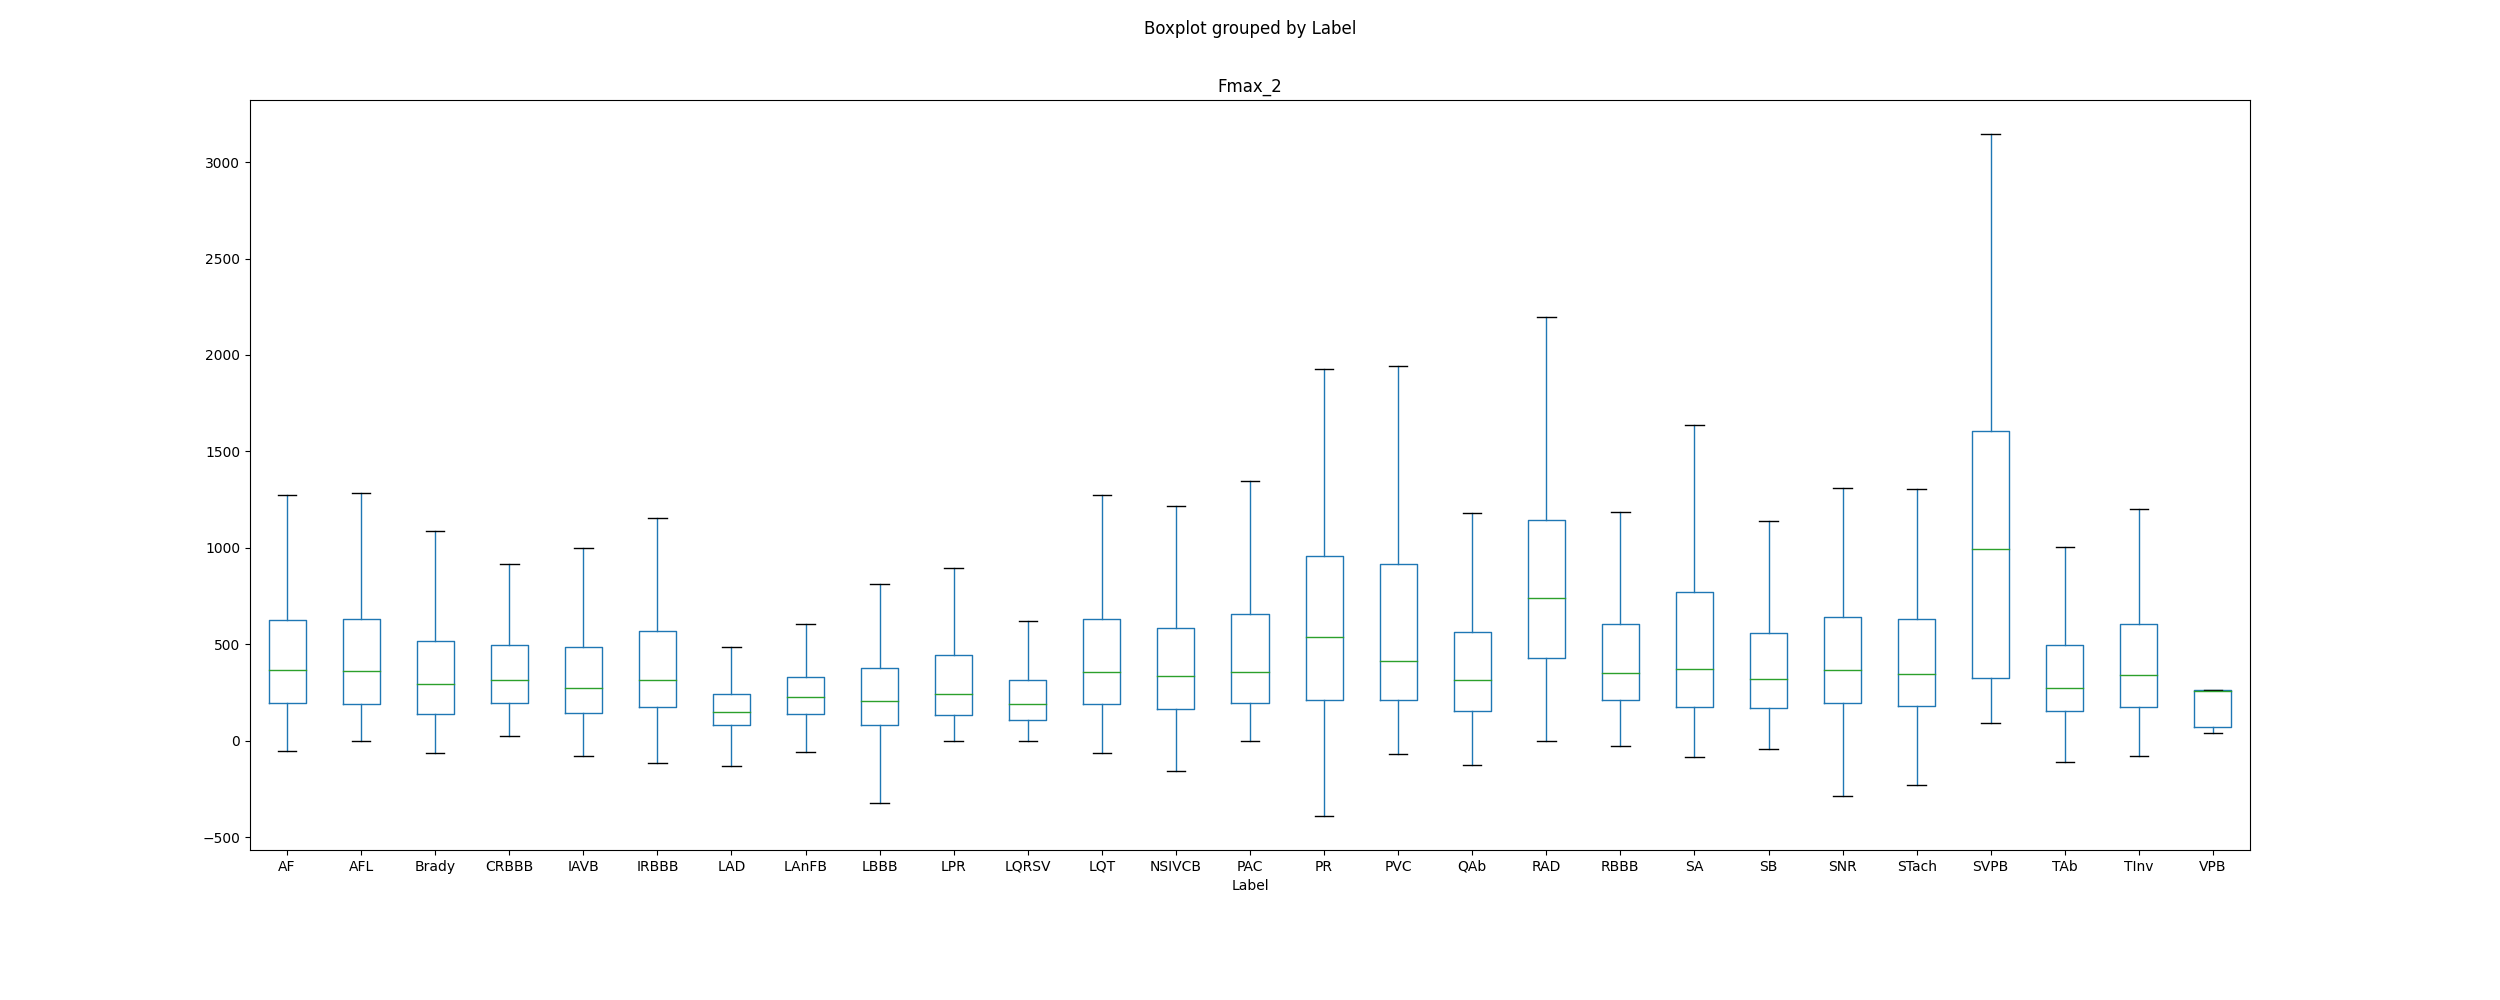 Boxplot grouped by Label
Fmax_2
3000
2500
2000
1500
1000
500
0
−500
AF AFL Brady CRBBB IAVB IRBBB LAD LAnFB LBBB LPR LQRSV LQT NSIVCB PAC PR PVC QAb RAD RBBB SA SB SNR STach SVPB TAb TInv VPB
Label